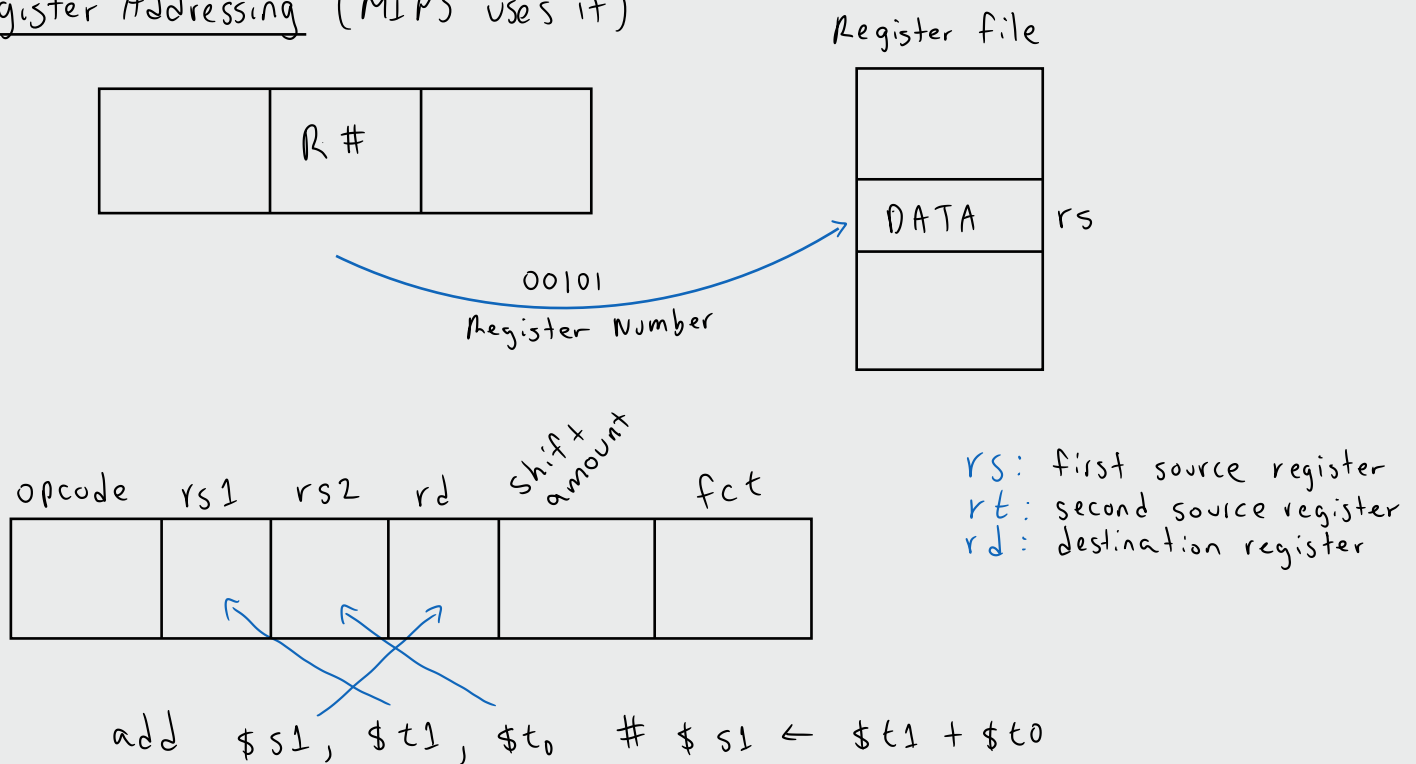 gister Addressing (MIPS uses it)
Register file
R #
DATA rs
00101
Register Number
opcode rs1 rs2 rd shift amount fct
rs: first source register
rt: second source register
rd: destination register
add $s1, $t1, $t0 # $s1 ← $t1 + $t0